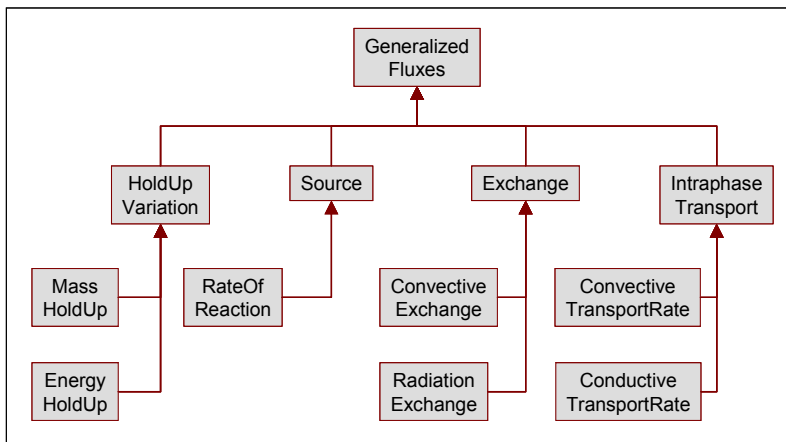 Generalized
Fluxes
HoldUp
Variation
Source
Exchange
Intraphase
Transport
Mass
HoldUp
RateOf
Reaction
Convective
Exchange
Convective
TransportRate
Energy
HoldUp
Radiation
Exchange
Conductive
TransportRate